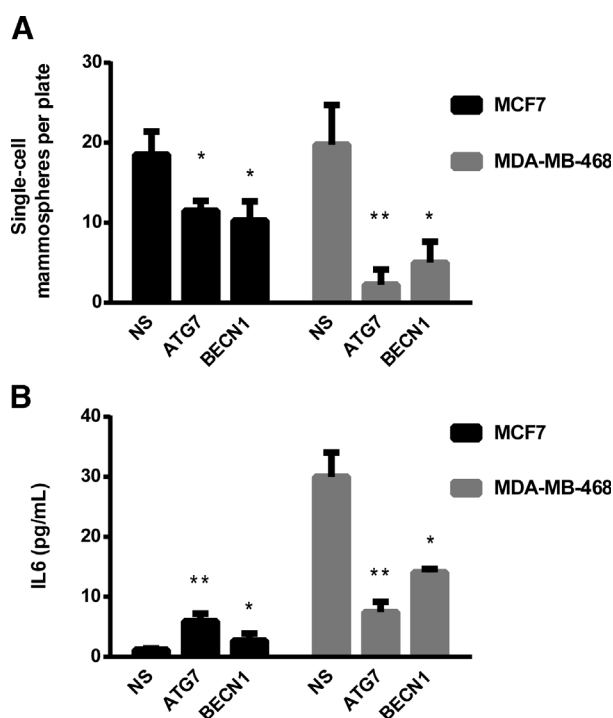 A
Single-cell
mammospheres per plate
30
20
10
0
*
*
**
*
NS
ATG7
BECN1
NS
ATG7
BECN1
MCF7
MDA-MB-468
B
IL6 (pg/mL)
40
30
20
10
0
**
*
**
*
NS
ATG7
BECN1
NS
ATG7
BECN1
MCF7
MDA-MB-468